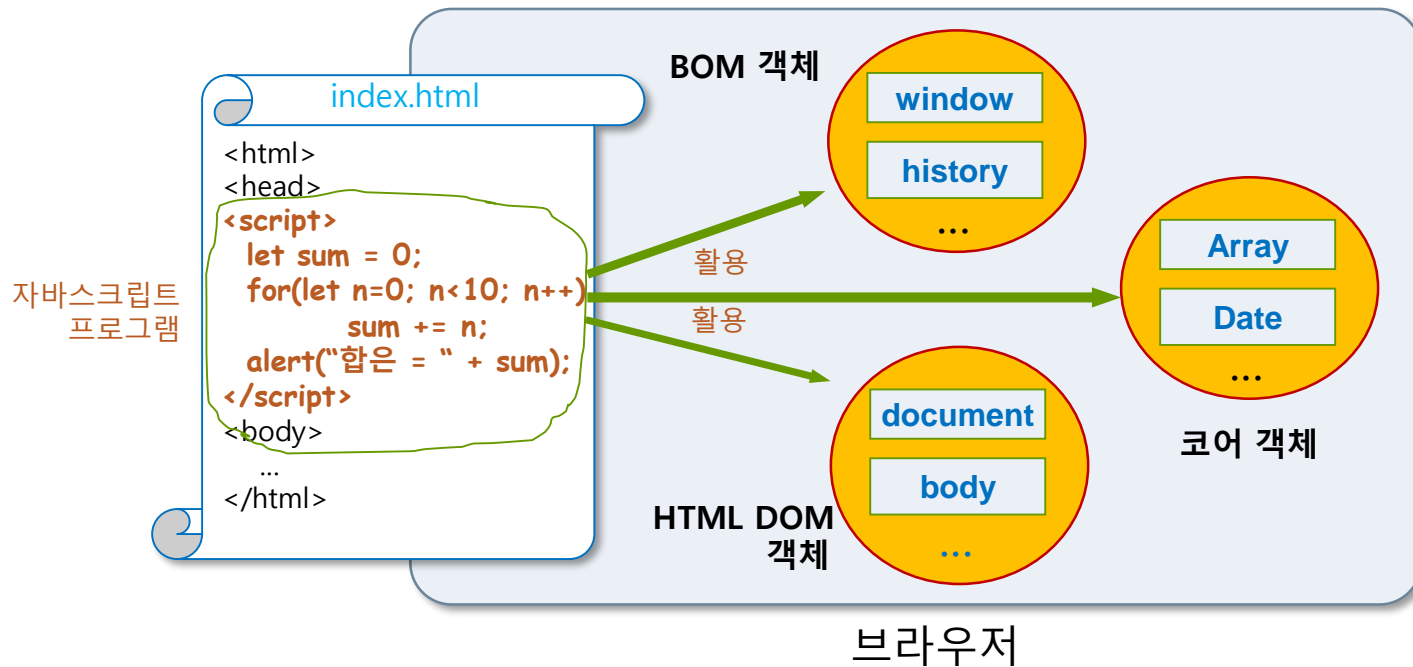 index.html
<html>
<head>
<script>
let sum = 0;
for(let n=0; n<10; n++)
sum += n;
alert(“합은 = “ + sum);
</script>
<body>
...
</html>
자바스크립트
프로그램
활용
활용
BOM 객체
window
history
...
Array
Date
...
코어 객체
document
body
...
HTML DOM
객체
브라우저